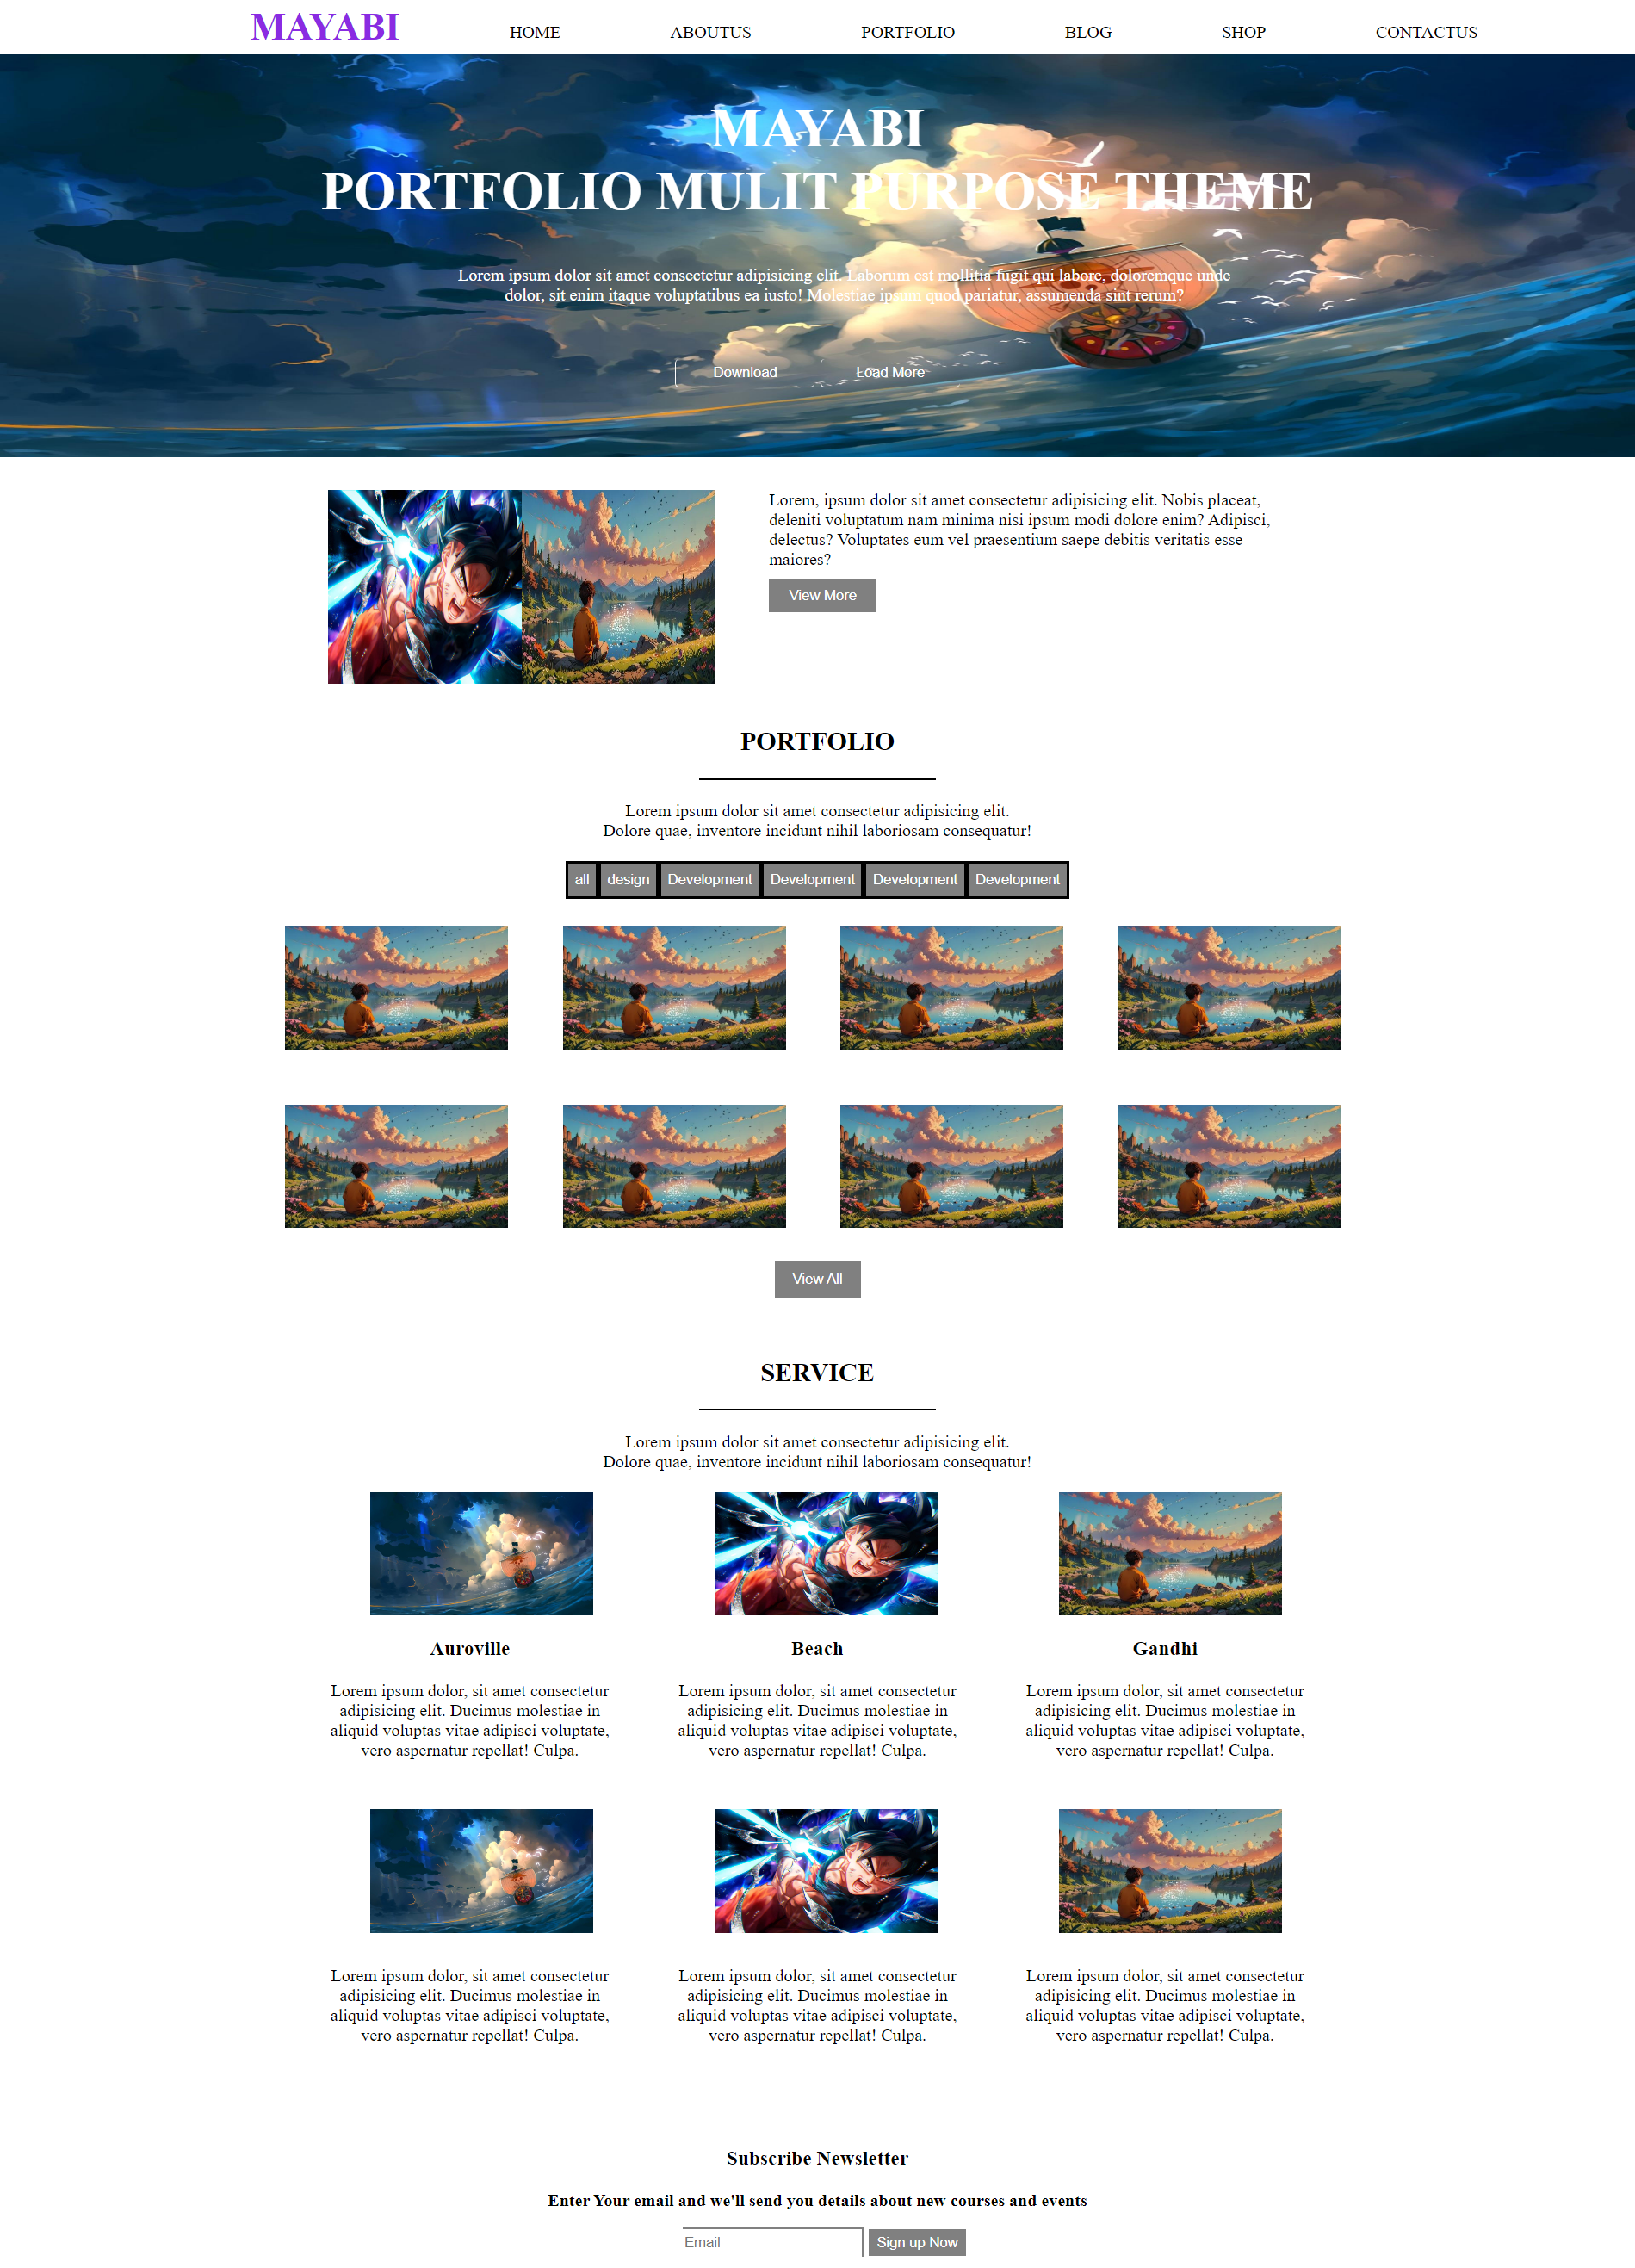 MAYABI HOME ABOUTUS PORTFOLIO BLOG SHOP CONTACTUS
MAYABI
PORTFOLIO MULIT PURPOSE THEME
Lorem ipsum dolor sit amet consectetur adipisicing elit. Laborum est mollitia fugit qui labore, doloremque unde
dolor, sit enim itaque voluptatibus ea iusto! Molestiae ipsum quod pariatur, assumenda sint rerum?
Download Load More
Lorem, ipsum dolor sit amet consectetur adipisicing elit. Nobis placeat,
deleniti voluptatum nam minima nisi ipsum modi dolore enim? Adipisci,
delectus? Voluptates eum vel praesentium saepe debitis veritatis esse
maiores?
View More
PORTFOLIO
Lorem ipsum dolor sit amet consectetur adipisicing elit.
Dolore quae, inventore incidunt nihil laboriosam consequatur!
all design Development Development Development Development
View All
SERVICE
Lorem ipsum dolor sit amet consectetur adipisicing elit.
Dolore quae, inventore incidunt nihil laboriosam consequatur!
Auroville
Lorem ipsum dolor, sit amet consectetur
adipisicing elit. Ducimus molestiae in
aliquid voluptas vitae adipisci voluptate,
vero aspernatur repellat! Culpa.
Beach
Lorem ipsum dolor, sit amet consectetur
adipisicing elit. Ducimus molestiae in
aliquid voluptas vitae adipisci voluptate,
vero aspernatur repellat! Culpa.
Gandhi
Lorem ipsum dolor, sit amet consectetur
adipisicing elit. Ducimus molestiae in
aliquid voluptas vitae adipisci voluptate,
vero aspernatur repellat! Culpa.
Lorem ipsum dolor, sit amet consectetur
adipisicing elit. Ducimus molestiae in
aliquid voluptas vitae adipisci voluptate,
vero aspernatur repellat! Culpa.
Lorem ipsum dolor, sit amet consectetur
adipisicing elit. Ducimus molestiae in
aliquid voluptas vitae adipisci voluptate,
vero aspernatur repellat! Culpa.
Lorem ipsum dolor, sit amet consectetur
adipisicing elit. Ducimus molestiae in
aliquid voluptas vitae adipisci voluptate,
vero aspernatur repellat! Culpa.
Subscribe Newsletter
Enter Your email and we'll send you details about new courses and events
Email Sign up Now